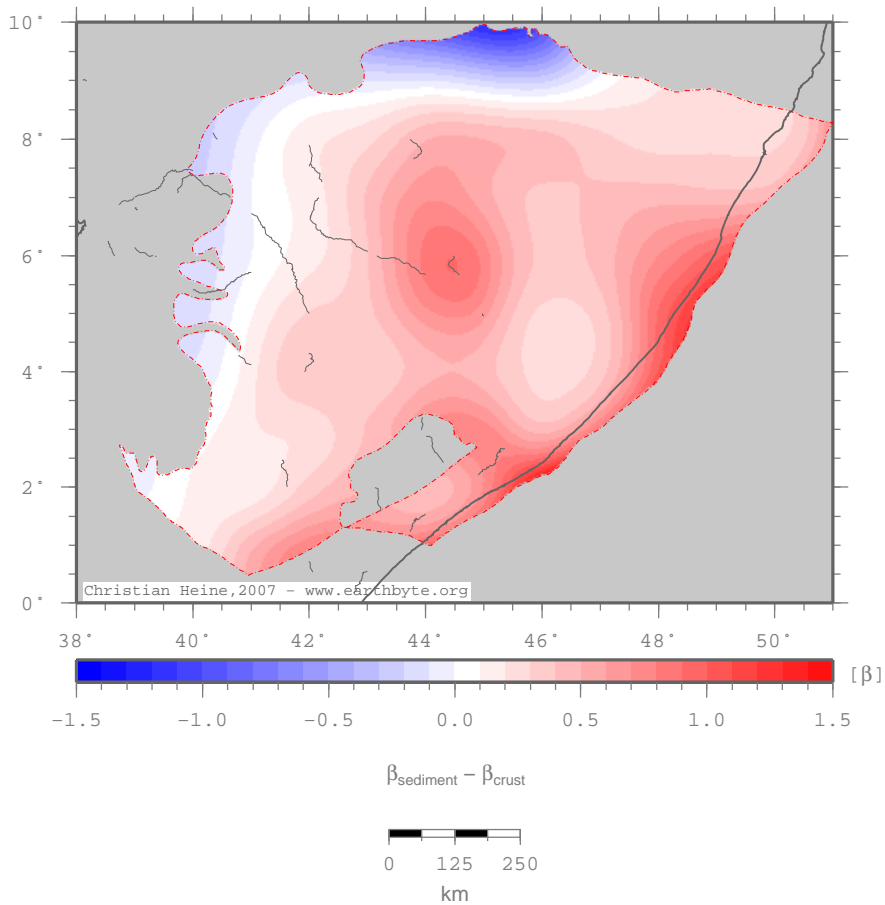 10°
8°
6°
4°
2°
0°
Christian Heine,2007 – www.earthbyte.org
38° 40° 42° 44° 46° 48° 50°
[β]
−1.5 −1.0 −0.5 0.0 0.5 1.0 1.5
βsediment − βcrust
0 125 250
km